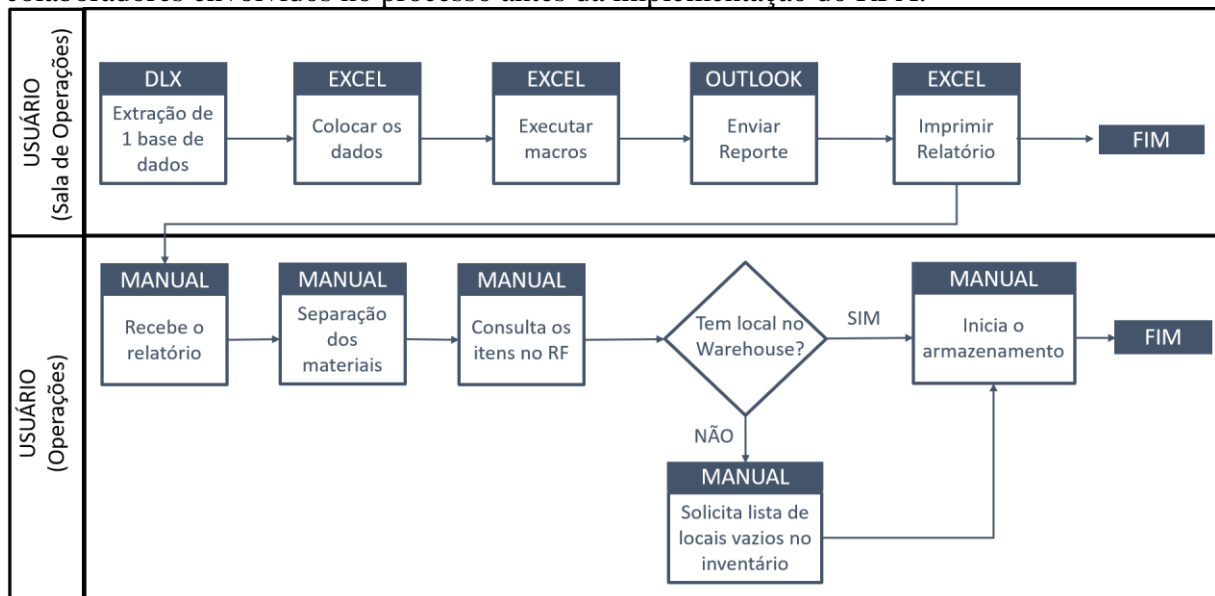 colaboradores envolvidos no processo antes da implementação do RPA.
USUÁRIO
(Sala de Operações)
DLX
Extração de
1 base de
dados
EXCEL
Colocar os
dados
EXCEL
Executar
macros
OUTLOOK
Enviar
Reporte
EXCEL
Imprimir
Relatório
FIM
USUÁRIO
(Operações)
MANUAL
Recebe o
relatório
MANUAL
Separação
dos
materiais
MANUAL
Consulta os
itens no RF
Tem local no
Warehouse?
SIM
MANUAL
Inicia o
armazenamento
FIM
NÃO
MANUAL
Solicita lista de
locais vazios no
inventário